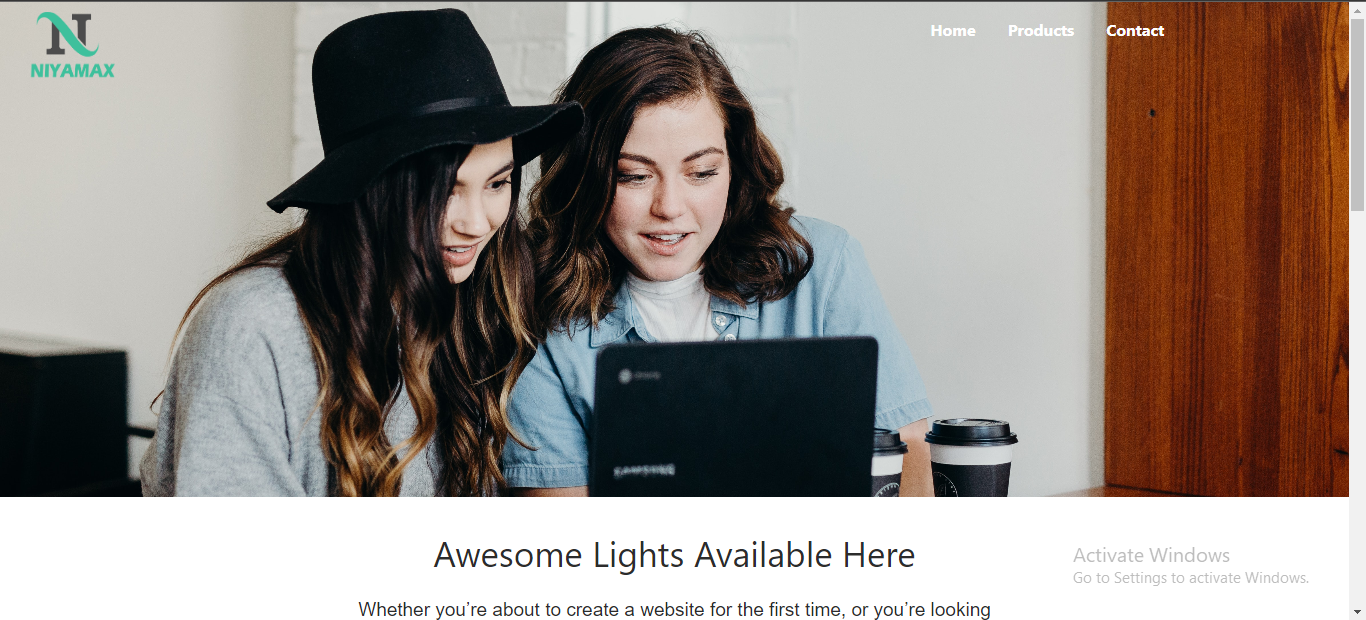 NIYAMAX
Home Products Contact
SAMSUNG
Awesome Lights Available Here
Activate Windows
Go to Settings to activate Windows.
Whether you’re about to create a website for the first time, or you’re looking